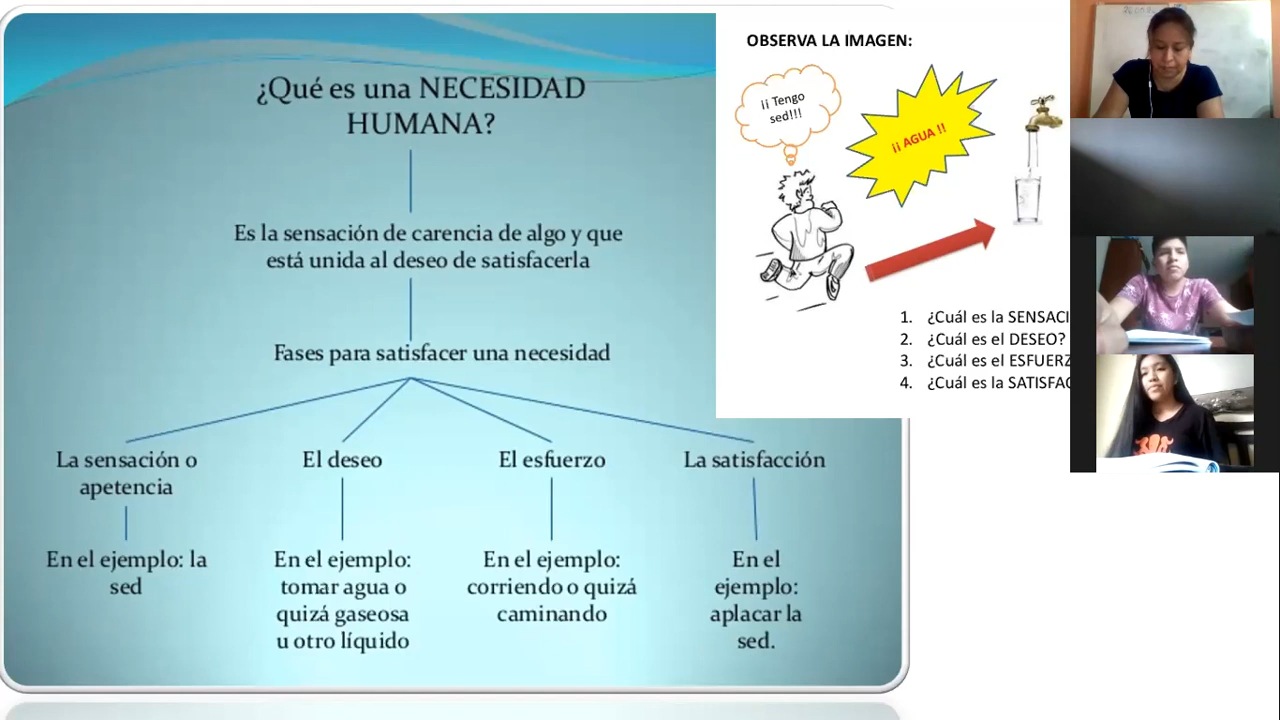 ¿Qué es una NECESIDAD
HUMANA?
Es la sensación de carencia de algo y que
está unida al deseo de satisfacerla
Fases para satisfacer una necesidad
La sensación o
apetencia
El deseo
El esfuerzo
La satisfacción
En el ejemplo: la
sed
En el ejemplo:
tomar agua o
quizá gaseosa
u otro líquido
En el ejemplo:
corriendo o quizá
caminando
En el
ejemplo:
aplacar la
sed.
OBSERVA LA IMAGEN:
¡¡ Tengo
sed!!!
¡¡ AGUA !!
1. ¿Cuál es la SENSACI
2. ¿Cuál es el DESEO?
3. ¿Cuál es el ESFUERZ
4. ¿Cuál es la SATISFAC